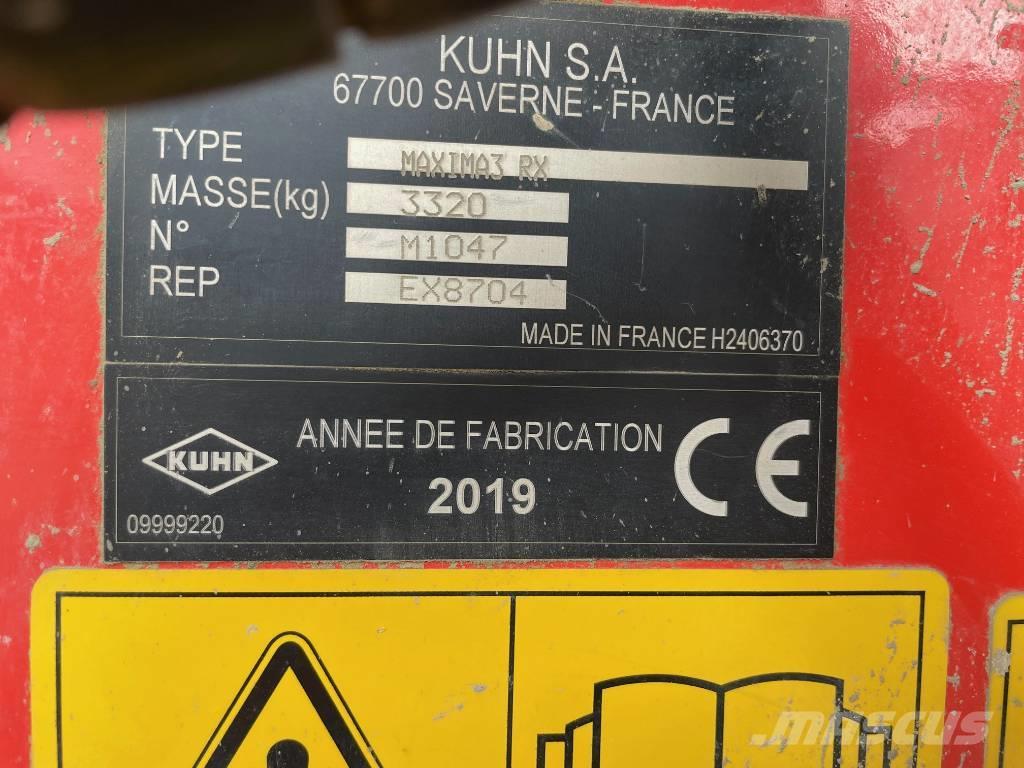 KUHN S.A.
67700 SAVERNE - FRANCE
TYPE MAXIMA3 RX
MASSE(kg) 3320
N° M1047
REP EX8704
MADE IN FRANCE H2406370
KUHN
ANNEE DE FABRICATION
CE
2019
09999220
MASCUS